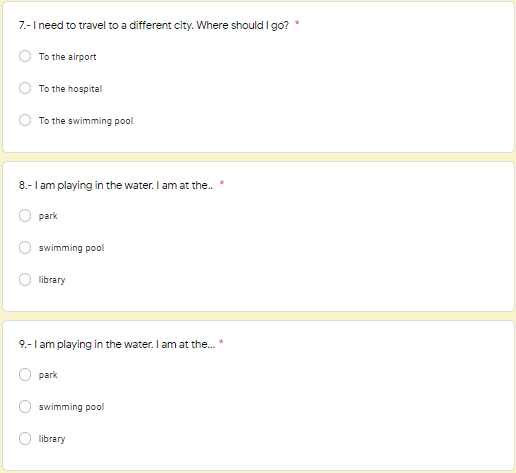 7.- I need to travel to a different city. Where should I go? *
To the airport
To the hospital
To the swimming pool
8.- I am playing in the water. I am at the.. *
park
swimming pool
library
9.- I am playing in the water. I am at the... *
park
swimming pool
library